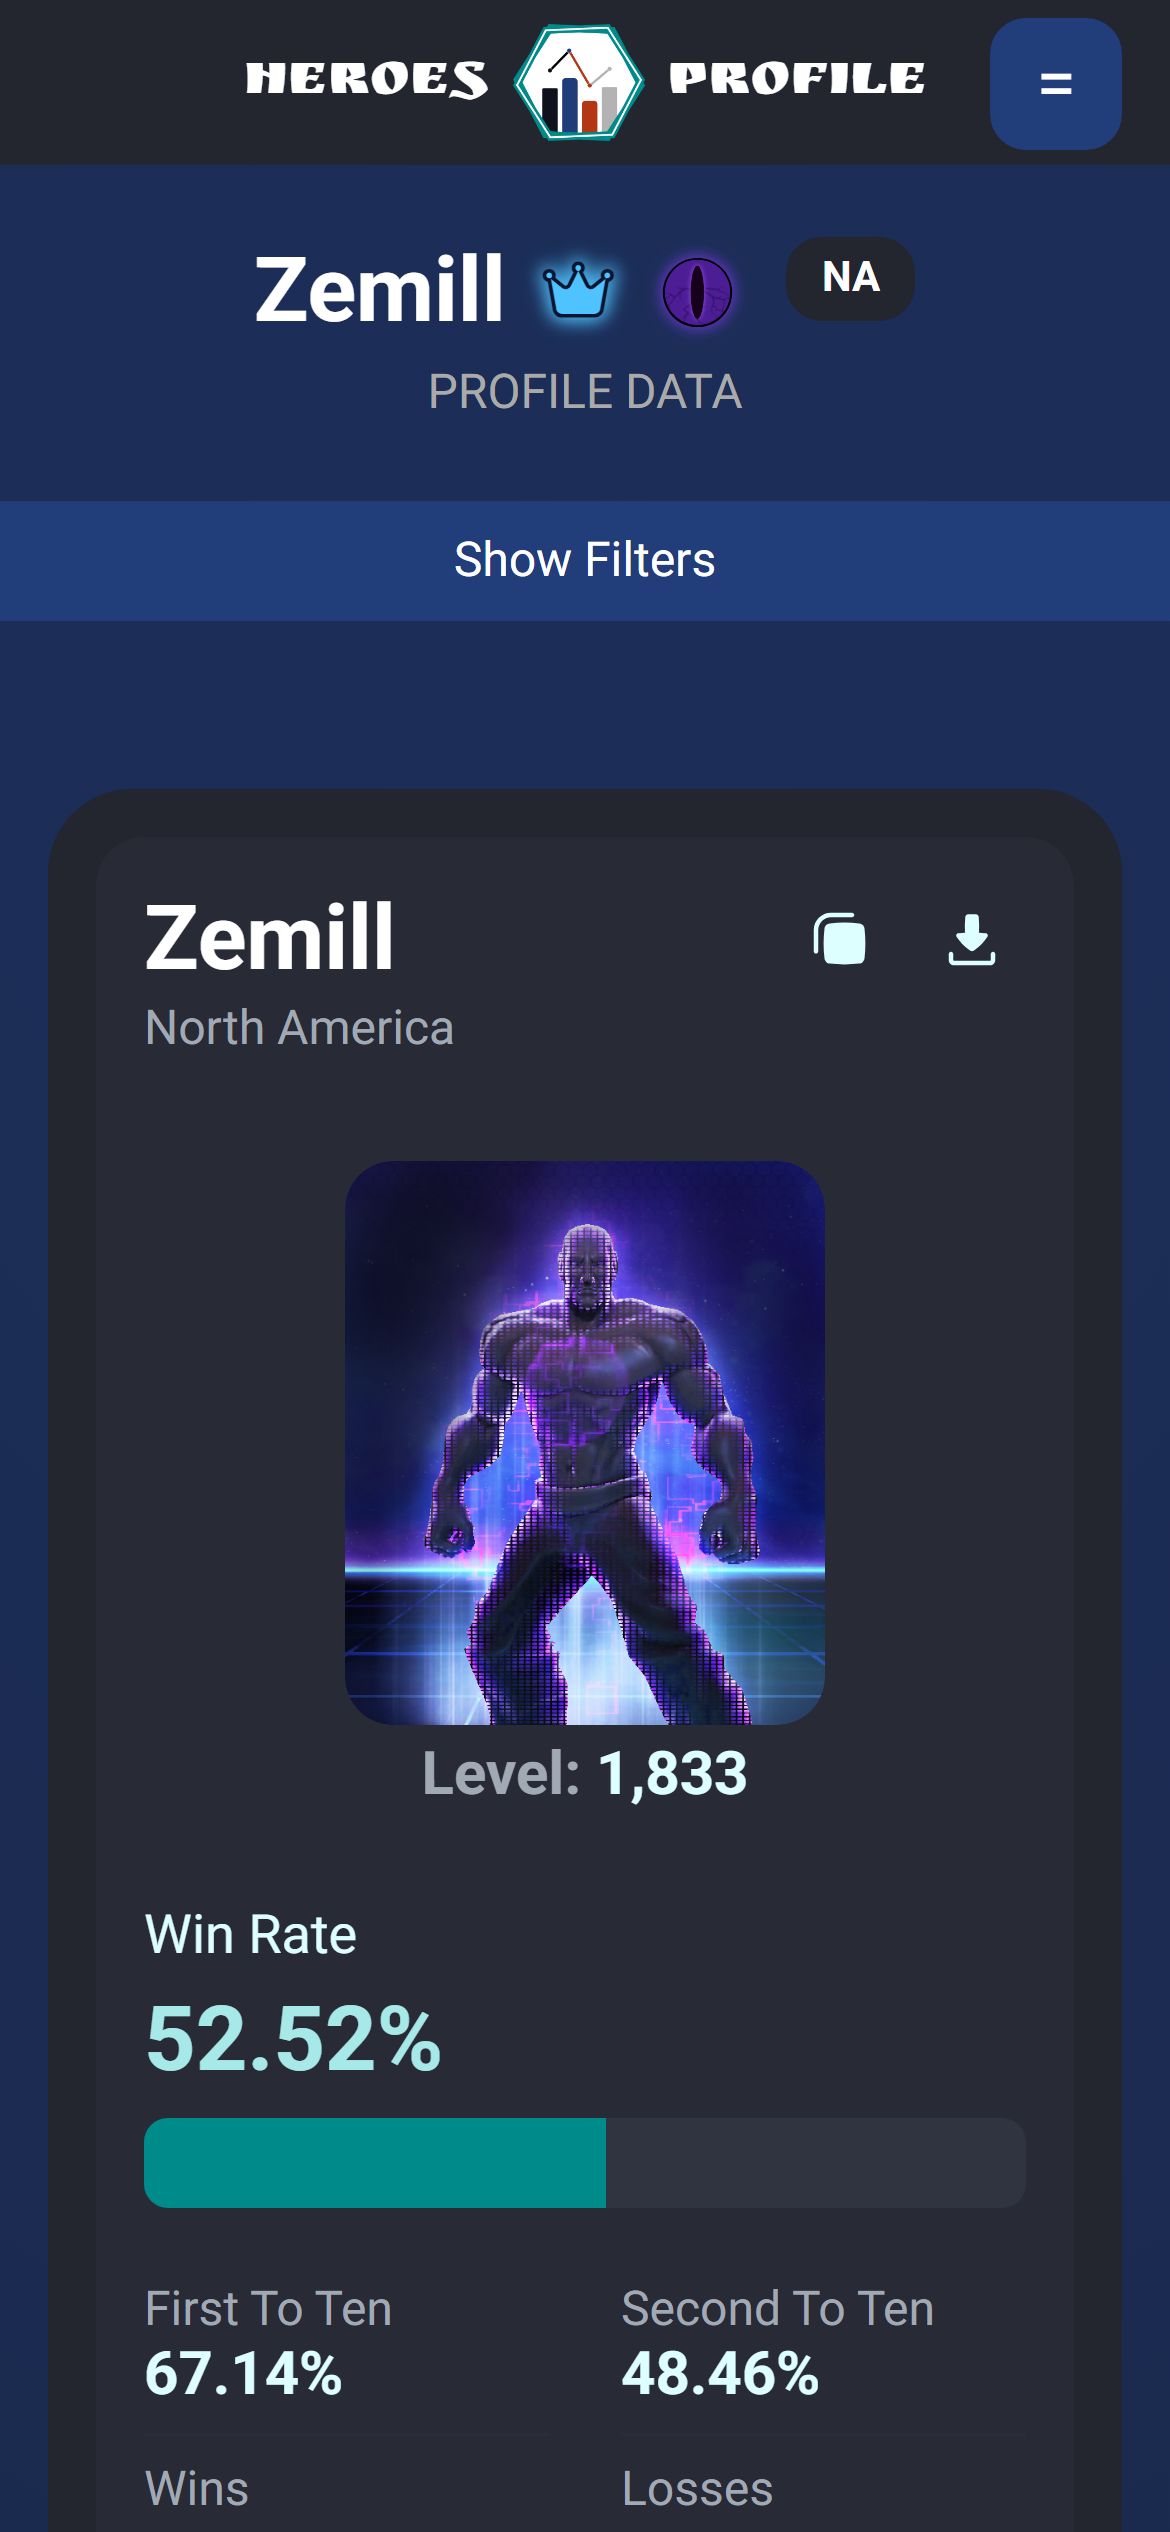 HEROES PROFILE
=
Zemill NA
PROFILE DATA
Show Filters
Zemill
North America
Level: 1,833
Win Rate
52.52%
First To Ten Second To Ten
67.14% 48.46%
Wins Losses